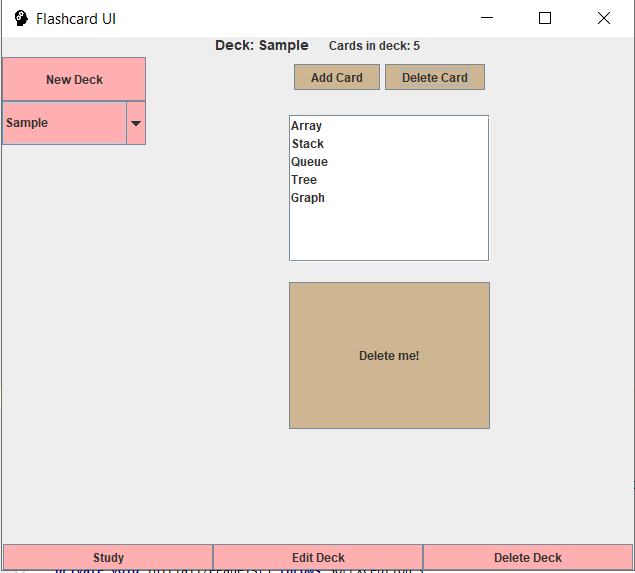 Flashcard UI
Deck: Sample Cards in deck: 5
New Deck
Sample
Add Card Delete Card
Array
Stack
Queue
Tree
Graph
Delete me!
Study Edit Deck Delete Deck